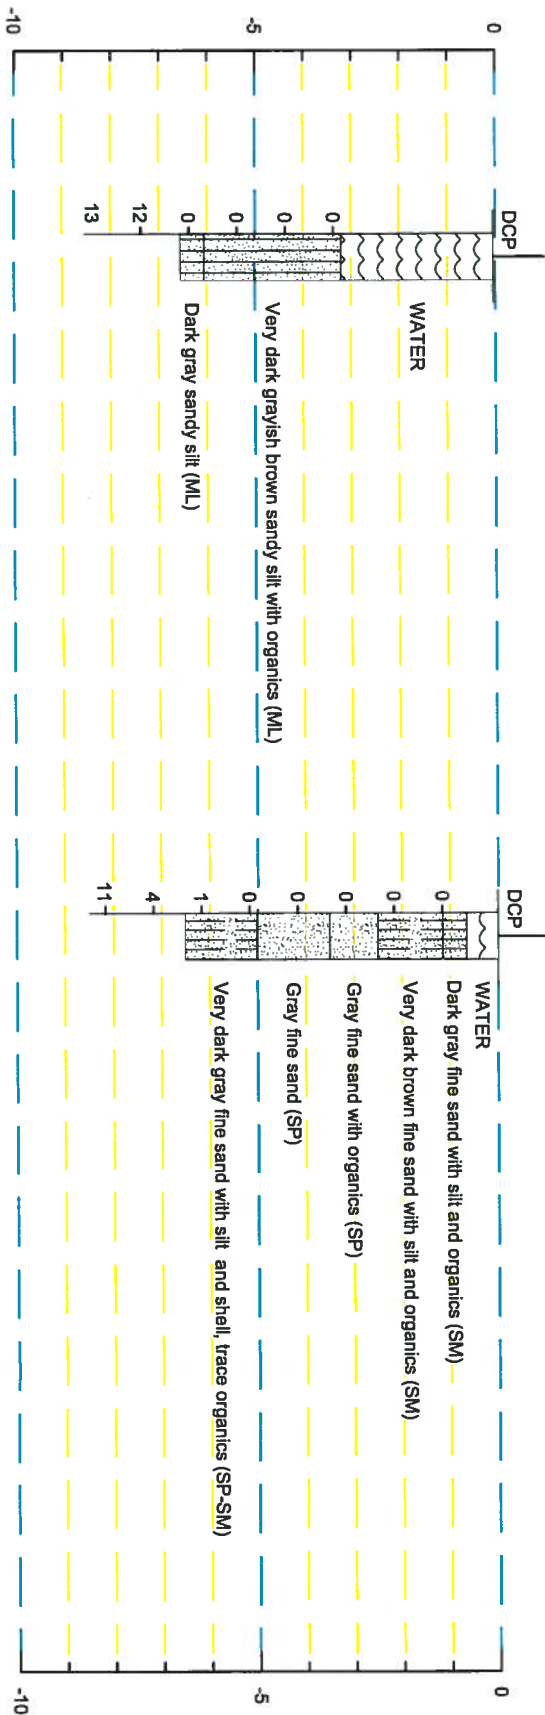 0
-5
-10
DCP
WATER
0
0
0
0
12
13
Very dark grayish brown sandy silt with organics (ML)
Dark gray sandy silt (ML)
DCP
WATER
0
0
0
0
0
1
4
11
Dark gray fine sand with silt and organics (SM)
Very dark brown fine sand with silt and organics (SM)
Gray fine sand with organics (SP)
Gray fine sand (SP)
Very dark gray fine sand with silt and shell, trace organics (SP-SM)
0
-5
-10